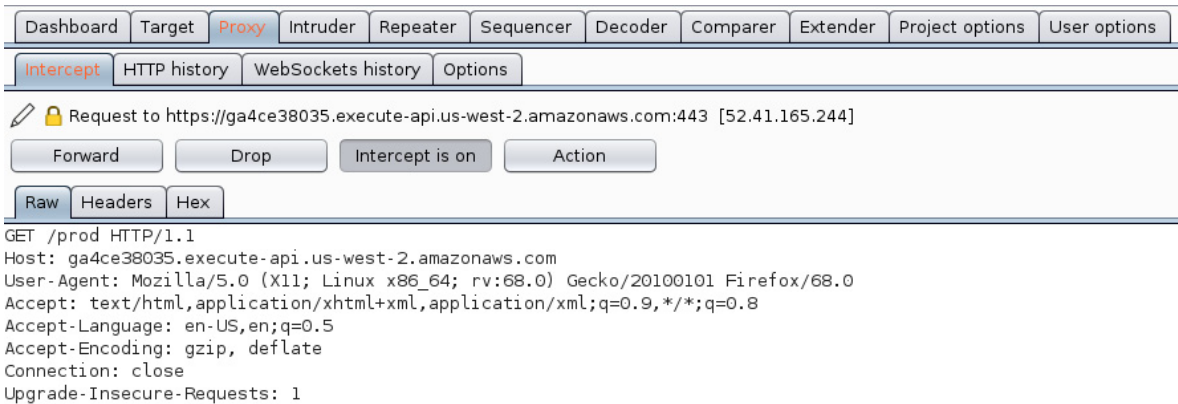 Dashboard Target Proxy Intruder Repeater Sequencer Decoder Comparer Extender Project options User options
Intercept HTTP history WebSockets history Options
Request to https://ga4ce38035.execute-api.us-west-2.amazonaws.com:443 [52.41.165.244]
Forward Drop Intercept is on Action
Raw Headers Hex
GET /prod HTTP/1.1
Host: ga4ce38035.execute-api.us-west-2.amazonaws.com
User-Agent: Mozilla/5.0 (X11; Linux x86_64; rv:68.0) Gecko/20100101 Firefox/68.0
Accept: text/html,application/xhtml+xml,application/xml;q=0.9,*/*;q=0.8
Accept-Language: en-US,en;q=0.5
Accept-Encoding: gzip, deflate
Connection: close
Upgrade-Insecure-Requests: 1